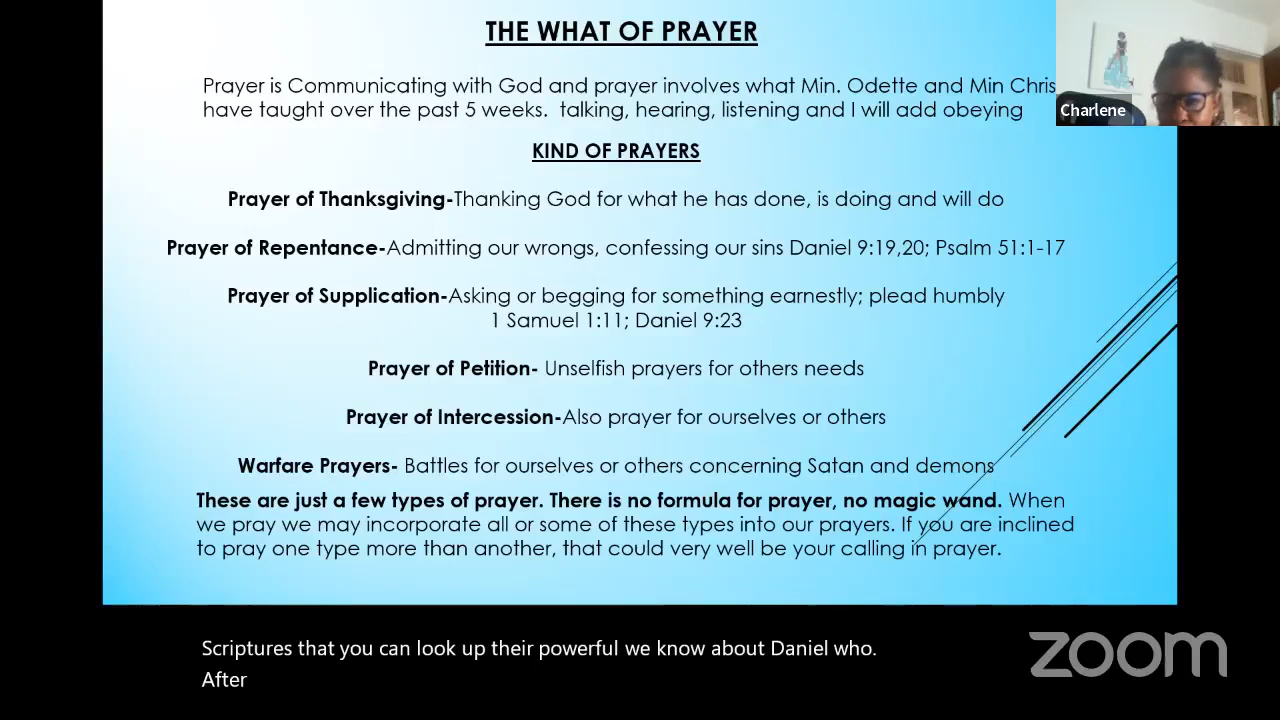 THE WHAT OF PRAYER
Prayer is Communicating with God and prayer involves what Min. Odette and Min Chris
have taught over the past 5 weeks. talking, hearing, listening and I will add obeying
Charlene
KIND OF PRAYERS
Prayer of Thanksgiving-Thanking God for what he has done, is doing and will do
Prayer of Repentance-Admitting our wrongs, confessing our sins Daniel 9:19,20; Psalm 51:1-17
Prayer of Supplication-Asking or begging for something earnestly; plead humbly
1 Samuel 1:11; Daniel 9:23
Prayer of Petition- Unselfish prayers for others needs
Prayer of Intercession-Also prayer for ourselves or others
Warfare Prayers- Battles for ourselves or others concerning Satan and demons
These are just a few types of prayer. There is no formula for prayer, no magic wand. When
we pray we may incorporate all or some of these types into our prayers. If you are inclined
to pray one type more than another, that could very well be your calling in prayer.
Scriptures that you can look up their powerful we know about Daniel who.
After
zoom